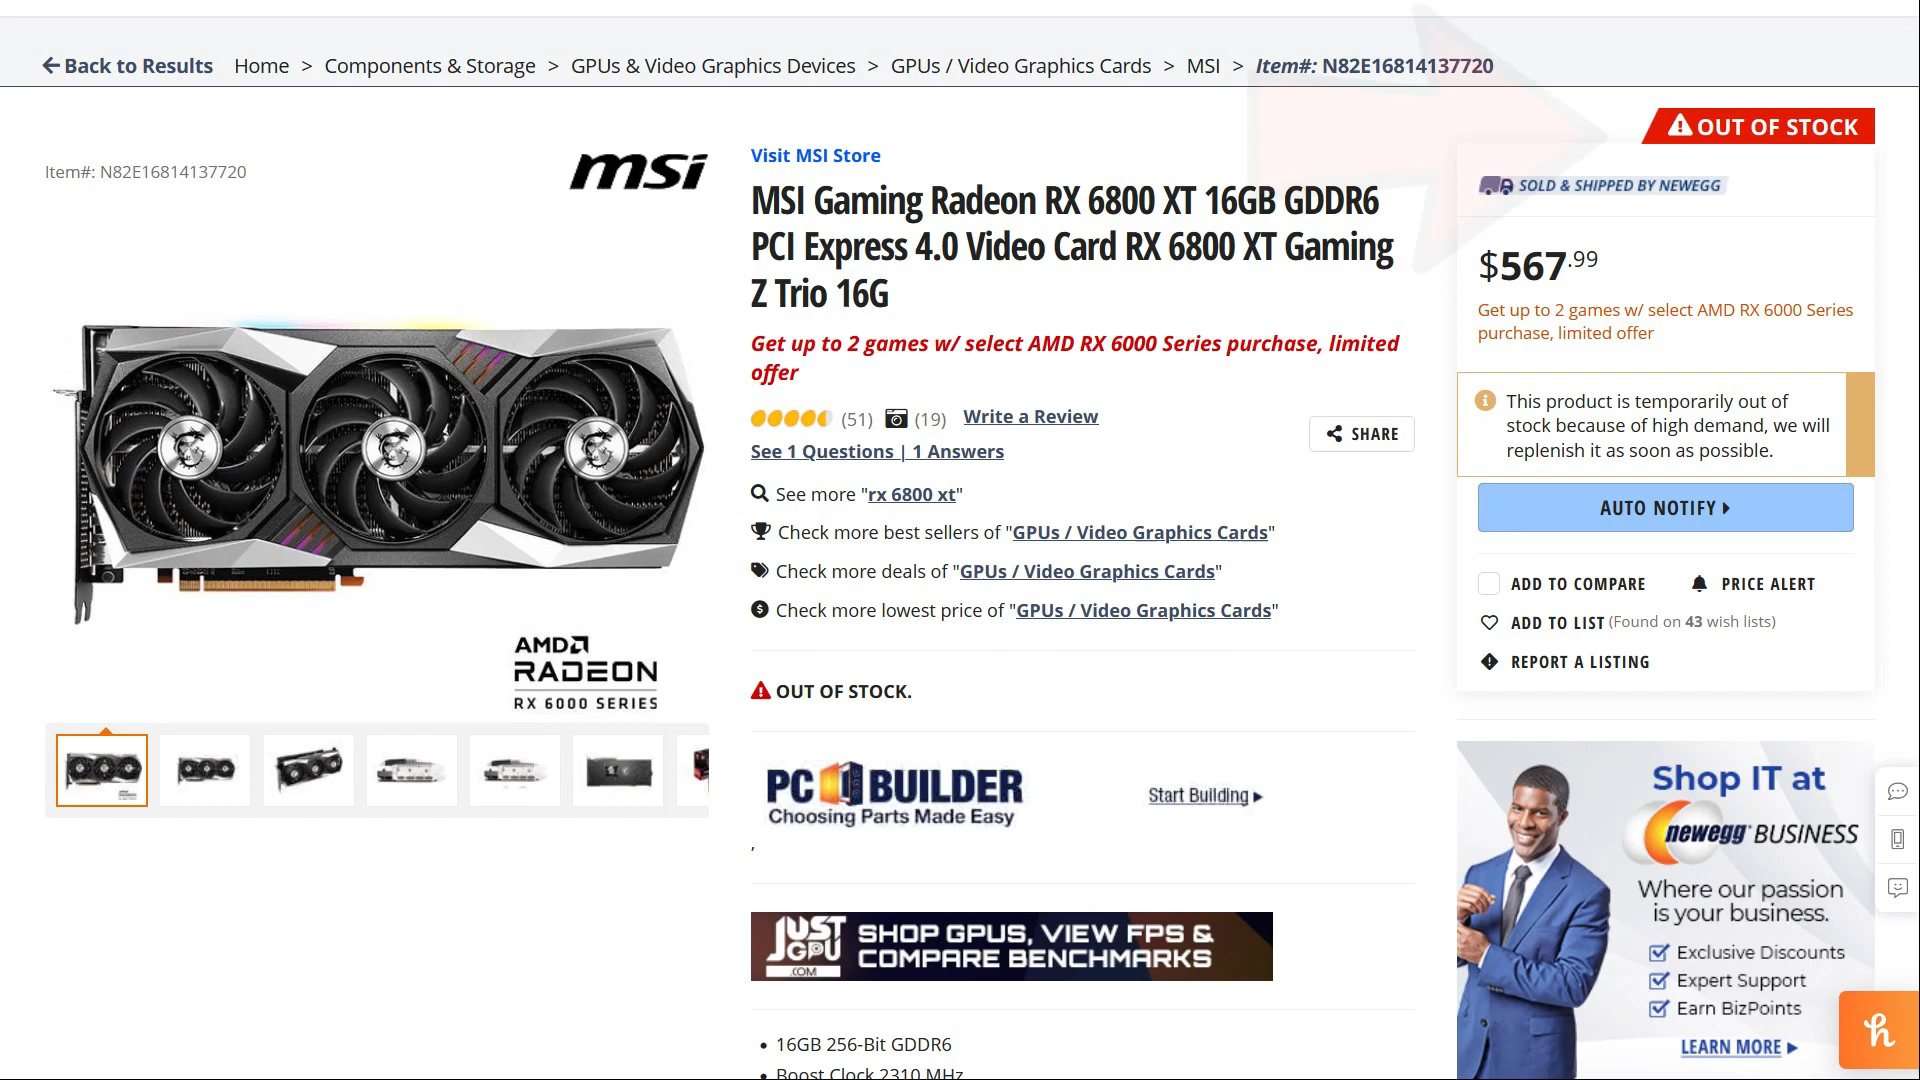 Back to Results Home > Components & Storage > GPUs & Video Graphics Devices > GPUs / Video Graphics Cards > MSI > Item#: N82E16814137720
OUT OF STOCK
Item#: N82E16814137720
msi
Visit MSI Store
MSI Gaming Radeon RX 6800 XT 16GB GDDR6
PCI Express 4.0 Video Card RX 6800 XT Gaming
Z Trio 16G
Get up to 2 games w/ select AMD RX 6000 Series purchase, limited
offer
(51) (19) Write a Review
See 1 Questions | 1 Answers
SHARE
See more "rx 6800 xt"
Check more best sellers of "GPUs / Video Graphics Cards"
Check more deals of "GPUs / Video Graphics Cards"
Check more lowest price of "GPUs / Video Graphics Cards"
AMD
RADEON
RX 6000 SERIES
OUT OF STOCK.
PC BUILDER
Choosing Parts Made Easy
Start Building
,
JUST
GPU
.COM
SHOP GPUS, VIEW FPS &
COMPARE BENCHMARKS
• 16GB 256-Bit GDDR6
• Boost Clock 2310 MHz
SOLD & SHIPPED BY NEWEGG
$567.99
Get up to 2 games w/ select AMD RX 6000 Series
purchase, limited offer
This product is temporarily out of
stock because of high demand, we will
replenish it as soon as possible.
AUTO NOTIFY
ADD TO COMPARE PRICE ALERT
ADD TO LIST (Found on 43 wish lists)
REPORT A LISTING
Shop IT at
newegg BUSINESS
Where our passion
is your business.
Exclusive Discounts
Expert Support
Earn BizPoints
LEARN MORE
h